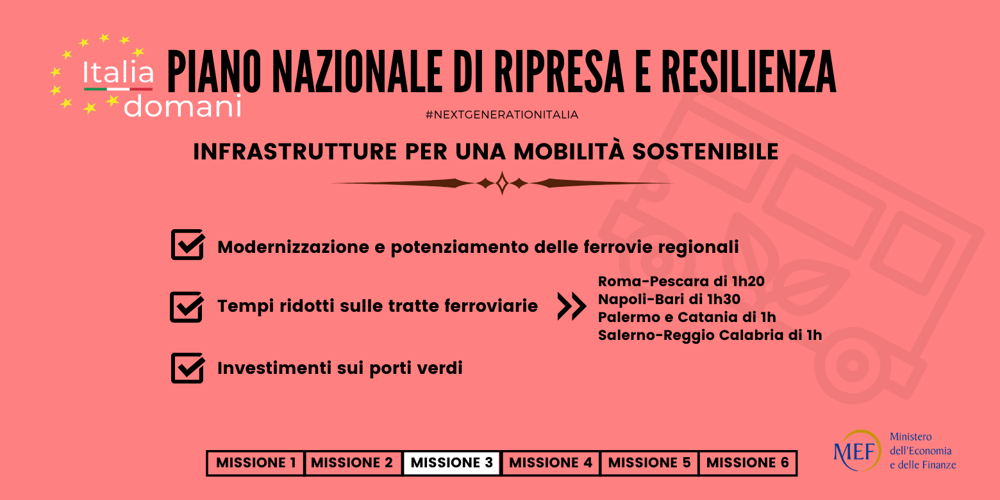 Italia
domani
PIANO NAZIONALE DI RIPRESA E RESILIENZA
#NEXTGENERATIONITALIA
INFRASTRUTTURE PER UNA MOBILITÀ SOSTENIBILE
Modernizzazione e potenziamento delle ferrovie regionali
Tempi ridotti sulle tratte ferroviarie
Roma-Pescara di 1h20
Napoli-Bari di 1h30
Palermo e Catania di 1h
Salerno-Reggio Calabria di 1h
Investimenti sui porti verdi
MISSIONE 1 MISSIONE 2 MISSIONE 3 MISSIONE 4 MISSIONE 5 MISSIONE 6
MEF
Ministero
dell'Economia
e delle Finanze